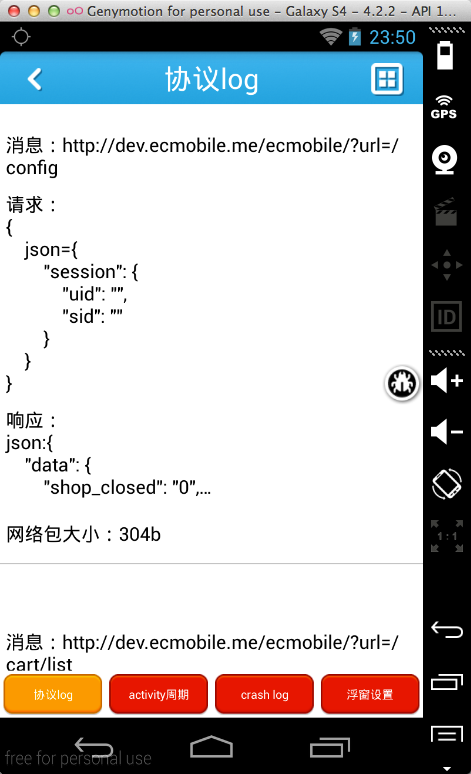 Genymotion for personal use - Galaxy S4 - 4.2.2 - API 1...
23:50
协议log
GPS
消息：http://dev.ecmobile.me/ecmobile/?url=/
config
请求：
{
json={
"session": {
"uid": "",
"sid": ""
}
}
}
ID
响应：
json:{
"data": {
"shop_closed": "0",...
网络包大小：304b
1:1
消息：http://dev.ecmobile.me/ecmobile/?url=/
cart/list
协议log
activity周期
crash log
浮窗设置
free for personal use